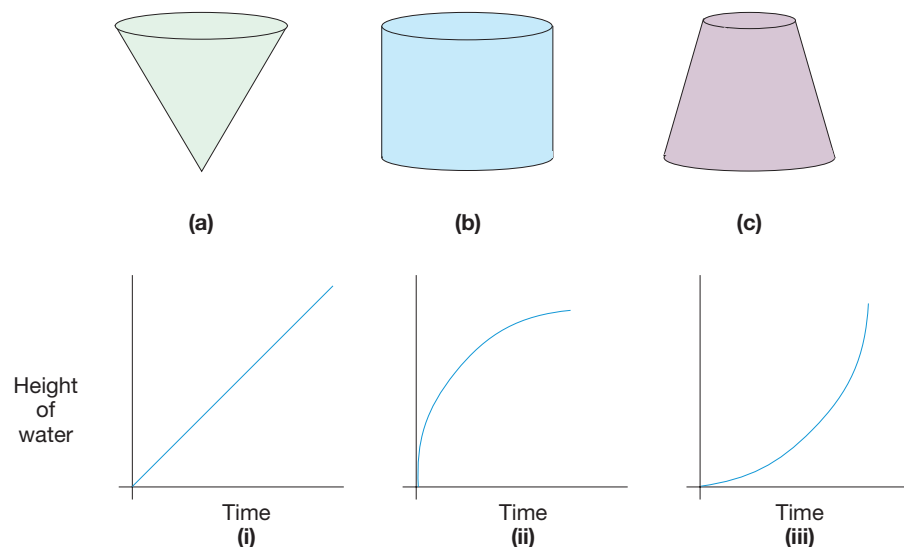 (a)
(b)
(c)
Height
of
water
Time
(i)
Time
(ii)
Time
(iii)